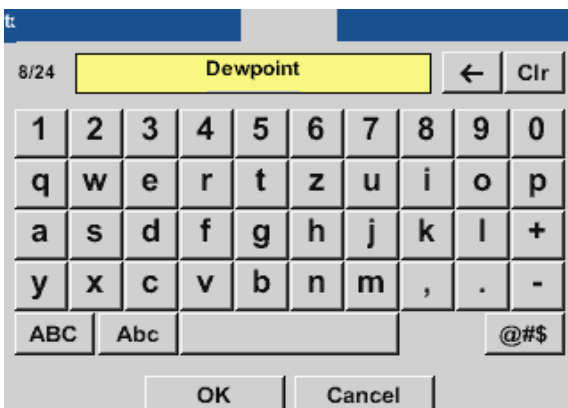 t:
8/24 Dewpoint ← Clr
1 2 3 4 5 6 7 8 9 0
q w e r t z u i o p
a s d f g h j k l +
y x c v b n m , . -
ABC Abc @#$
OK Cancel